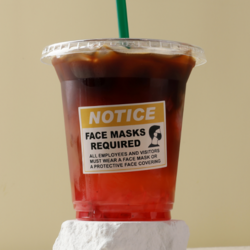 NOTICE
FACE MASKS
REQUIRED
ALL EMPLOYEES AND VISITORS
MUST WEAR A FACE MASK OR
A PROTECTIVE FACE COVERING